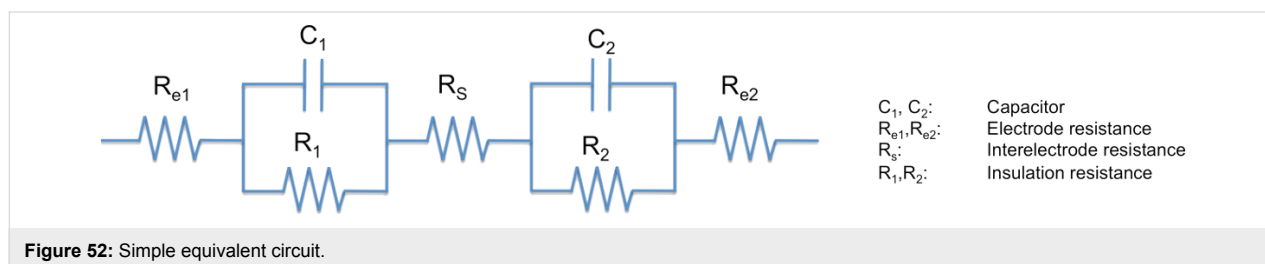 C₁
C₂
Rₑ₁
R_S
Rₑ₂
R₁
R₂
C₁, C₂: Capacitor
Rₑ₁,Rₑ₂: Electrode resistance
Rₛ: Interelectrode resistance
R₁,R₂: Insulation resistance
Figure 52: Simple equivalent circuit.